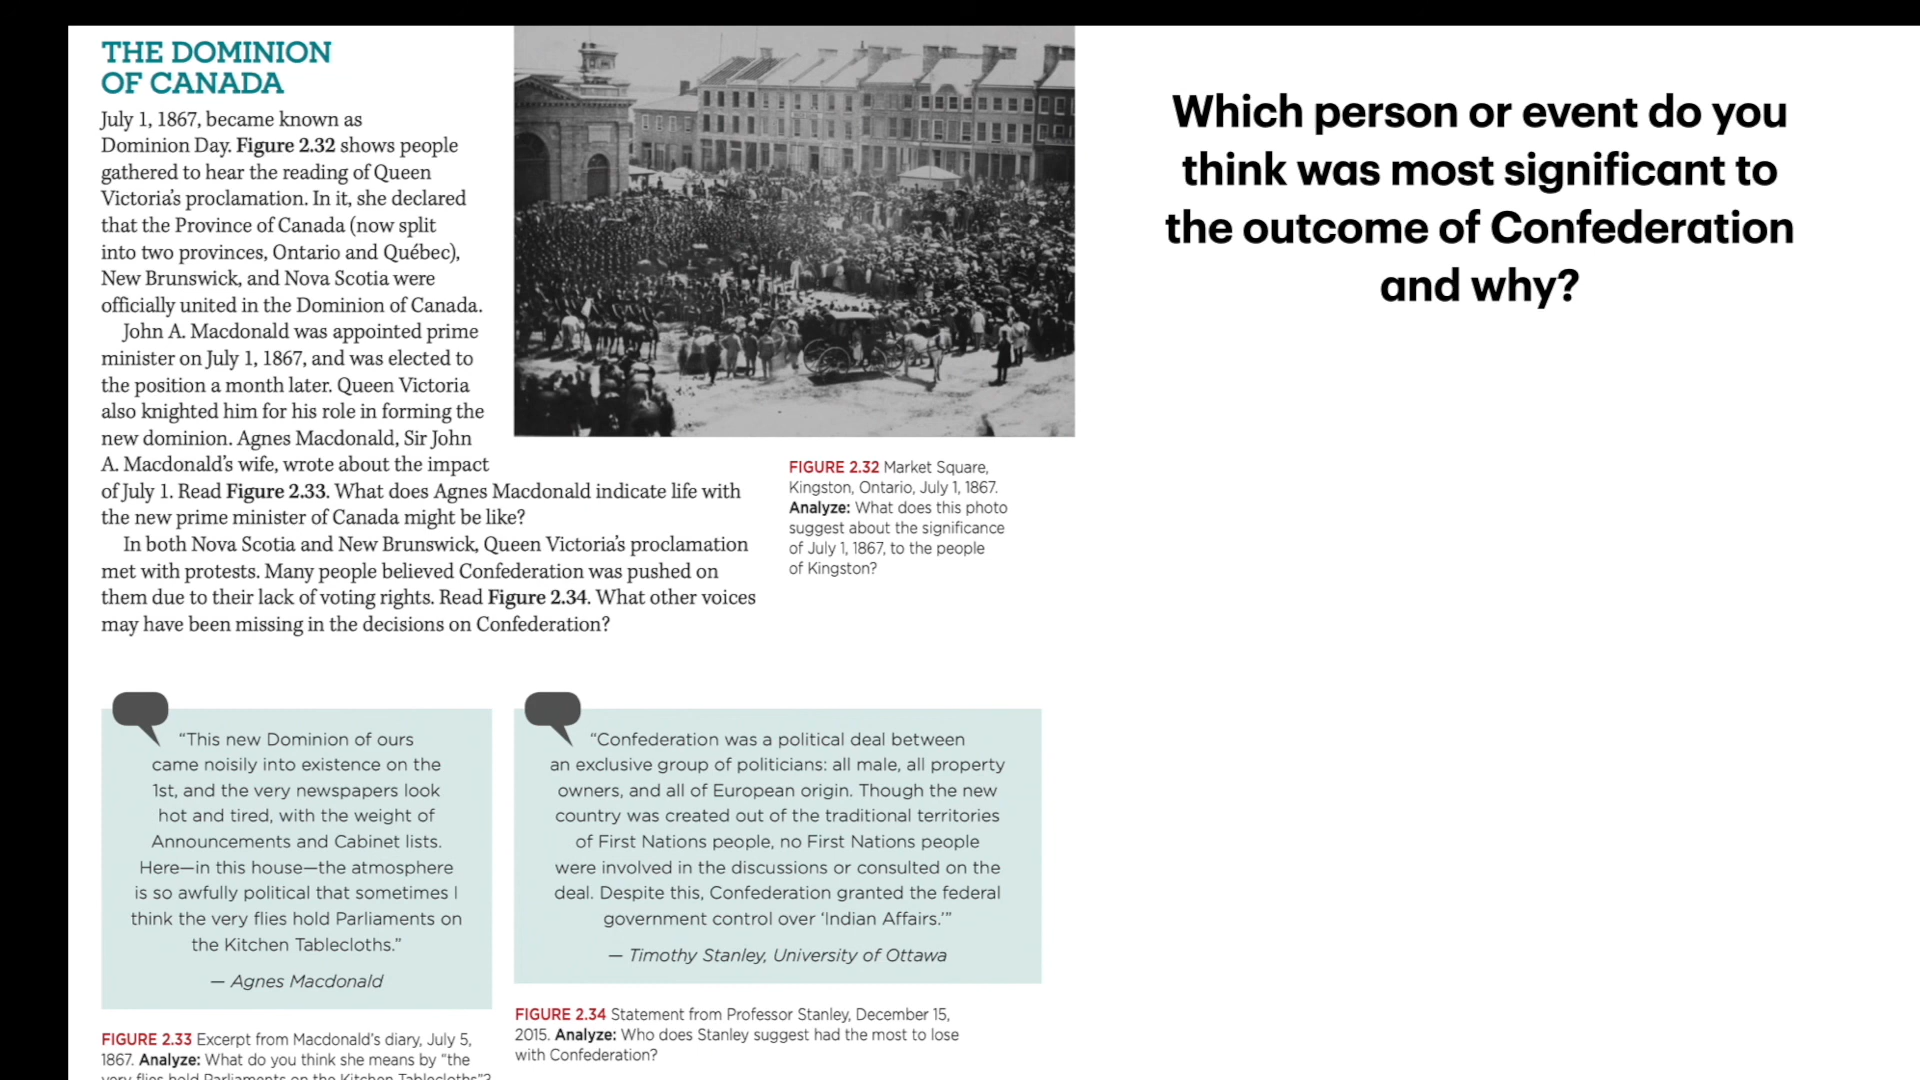 THE DOMINION
OF CANADA
July 1, 1867, became known as
Dominion Day. Figure 2.32 shows people
gathered to hear the reading of Queen
Victoria’s proclamation. In it, she declared
that the Province of Canada (now split
into two provinces, Ontario and Québec),
New Brunswick, and Nova Scotia were
officially united in the Dominion of Canada.
John A. Macdonald was appointed prime
minister on July 1, 1867, and was elected to
the position a month later. Queen Victoria
also knighted him for his role in forming the
new dominion. Agnes Macdonald, Sir John
A. Macdonald’s wife, wrote about the impact
of July 1. Read Figure 2.33. What does Agnes Macdonald indicate life with
the new prime minister of Canada might be like?
In both Nova Scotia and New Brunswick, Queen Victoria’s proclamation
met with protests. Many people believed Confederation was pushed on
them due to their lack of voting rights. Read Figure 2.34. What other voices
may have been missing in the decisions on Confederation?
FIGURE 2.32 Market Square,
Kingston, Ontario, July 1, 1867.
Analyze: What does this photo
suggest about the significance
of July 1, 1867, to the people
of Kingston?
“This new Dominion of ours
came noisily into existence on the
1st, and the very newspapers look
hot and tired, with the weight of
Announcements and Cabinet lists.
Here—in this house—the atmosphere
is so awfully political that sometimes I
think the very flies hold Parliaments on
the Kitchen Tablecloths.”
— Agnes Macdonald
FIGURE 2.33 Excerpt from Macdonald’s diary, July 5,
1867. Analyze: What do you think she means by “the
very flies hold Parliaments on the Kitchen Tablecloths”?
“Confederation was a political deal between
an exclusive group of politicians: all male, all property
owners, and all of European origin. Though the new
country was created out of the traditional territories
of First Nations people, no First Nations people
were involved in the discussions or consulted on the
deal. Despite this, Confederation granted the federal
government control over ‘Indian Affairs.’”
— Timothy Stanley, University of Ottawa
FIGURE 2.34 Statement from Professor Stanley, December 15,
2015. Analyze: Who does Stanley suggest had the most to lose
with Confederation?
Which person or event do you
think was most significant to
the outcome of Confederation
and why?